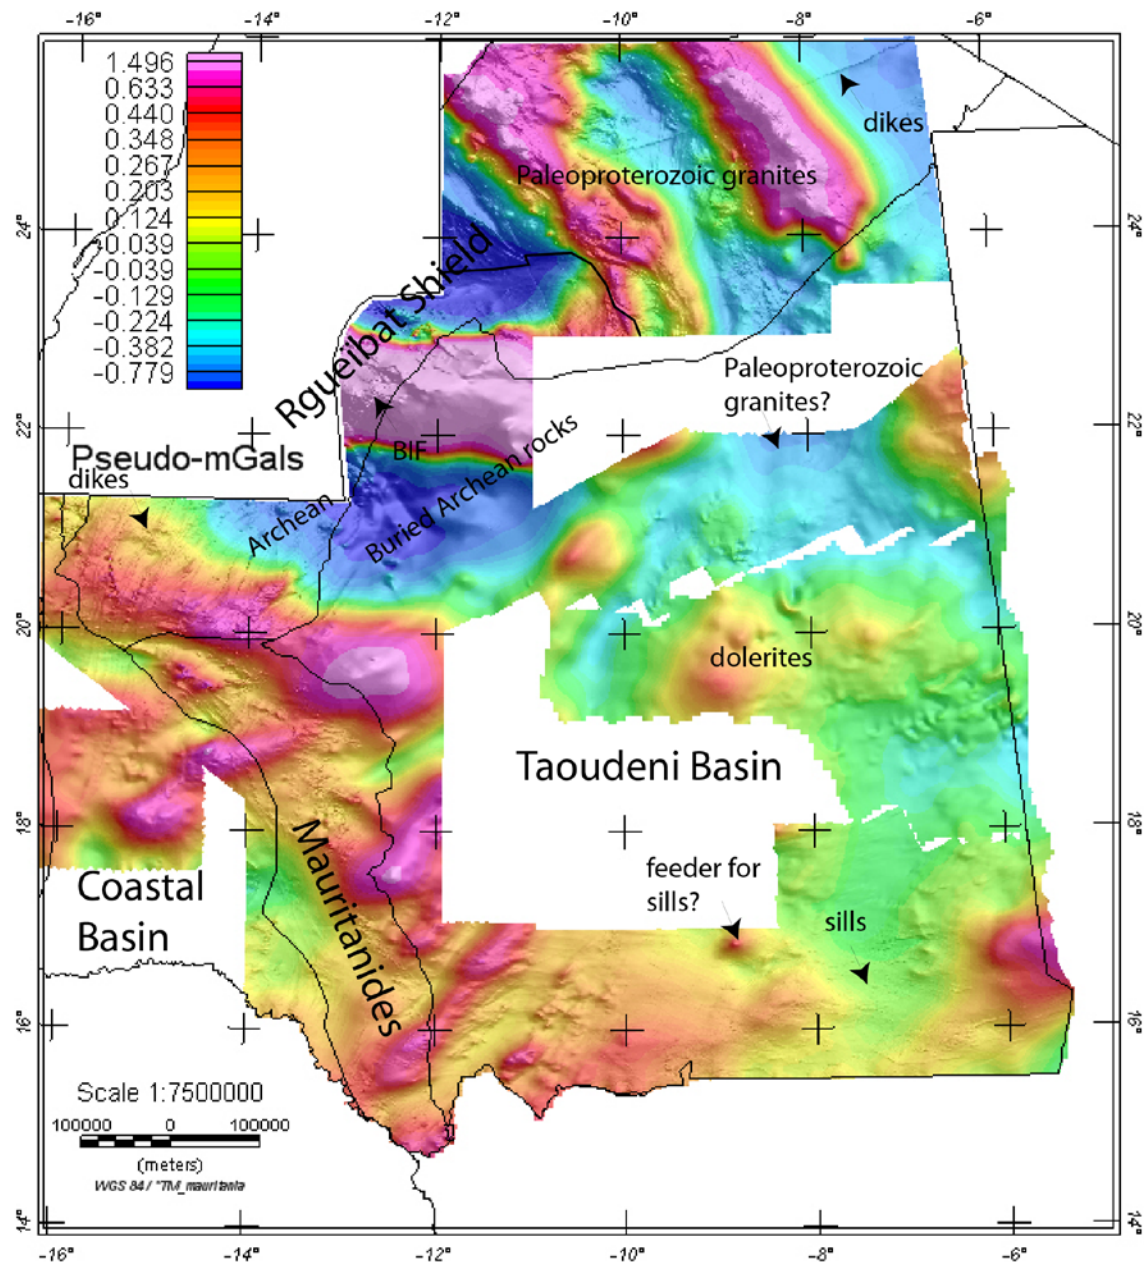 -16° -14° -12° -10° -8° -6°
1.496
0.633
0.440
0.348
0.267
0.203
0.124
-0.039
-0.039
-0.129
-0.224
-0.382
-0.779
Pseudo-mGals
dikes
Paleoproterozoic granites
24° 24°
Rgueïbat Shield
Paleoproterozoic
granites?
22° 22°
BIF
dikes
Archean
Buried Archean rocks
20° 20°
dolerites
Taoudeni Basin
18° 18°
Mauritanides
Coastal
Basin
feeder for
sills?
sills
16° 16°
Scale 1:7500000
100000 0 100000
(meters)
WGS 84 / *TM_mauritania
14° 14°
-16° -14° -12° -10° -8° -6°